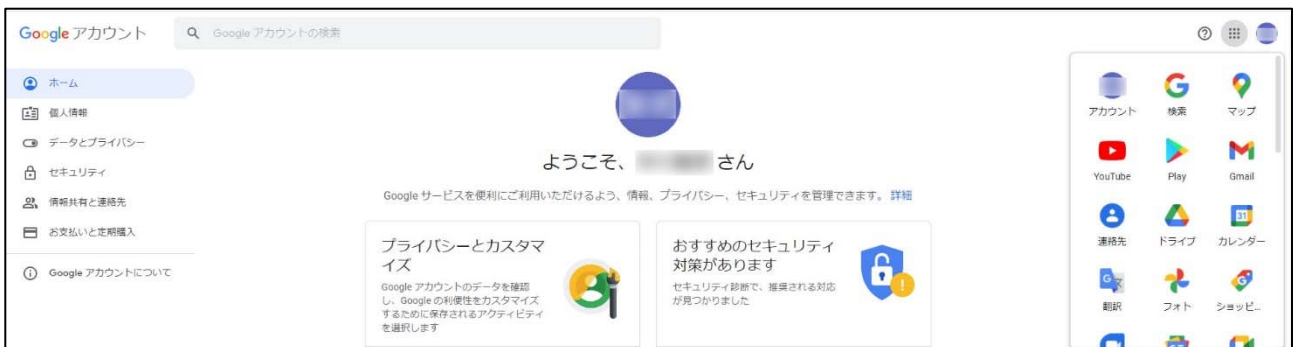 Google アカウント
Google アカウントの検索
ホーム
個人情報
データとプライバシー
セキュリティ
情報共有と連絡先
お支払いと定期購入
Google アカウントについて
ようこそ、 さん
Google サービスを便利にご利用いただけるよう、情報、プライバシー、セキュリティを管理できます。 詳細
プライバシーとカスタマ
イズ
Google アカウントのデータを確認
し、Google の利便性をカスタマイズ
するために保存されるアクティビティ
を選択します
おすすめのセキュリティ
対策があります
セキュリティ診断で、推奨される対応
が見つかりました
アカウント 検索 マップ
YouTube Play Gmail
31
連絡先 ドライブ カレンダー
翻訳 フォト ショッピ...